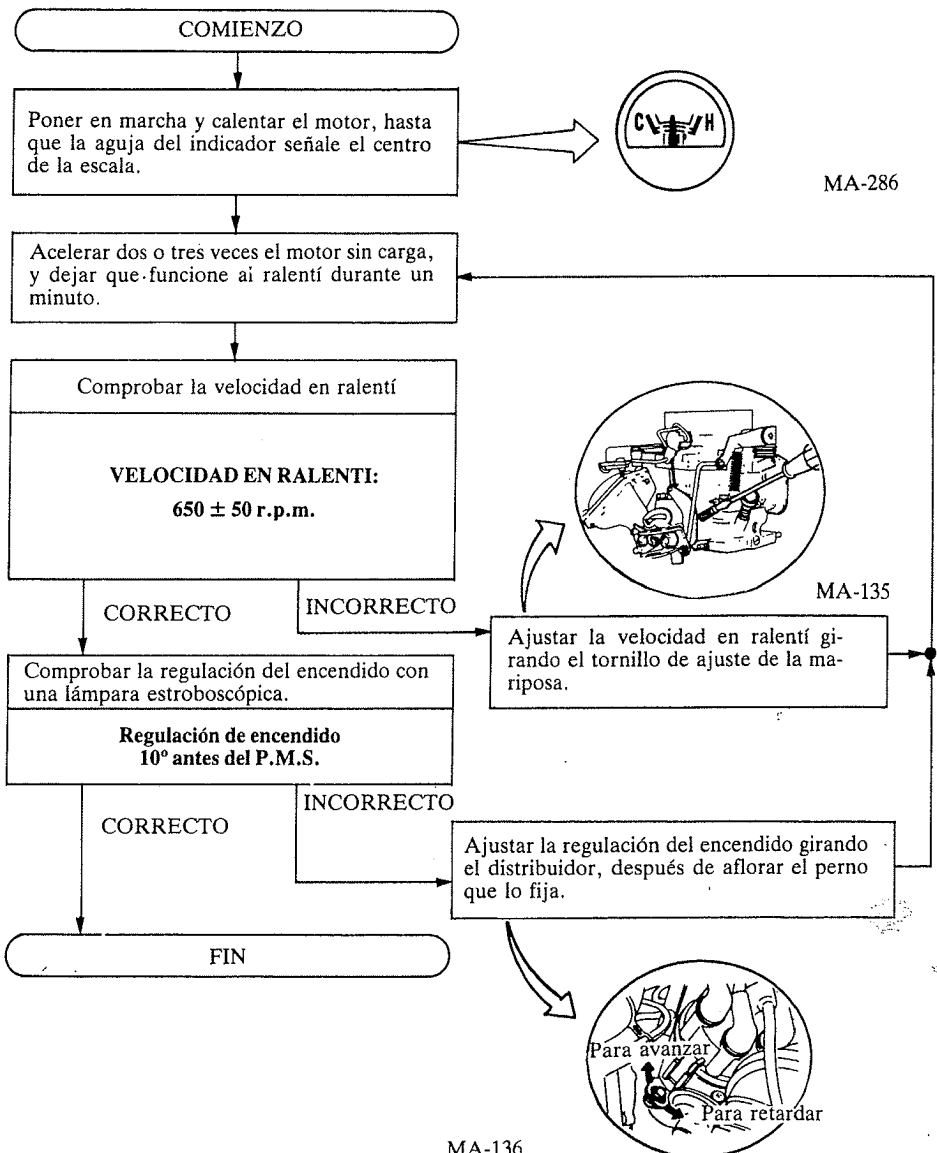 COMIENZO
Poner en marcha y calentar el motor, hasta
que la aguja del indicador señale el centro
de la escala.
C H
MA-286
Acelerar dos o tres veces el motor sin carga,
y dejar que funcione al ralentí durante un
minuto.
Comprobar la velocidad en ralentí
VELOCIDAD EN RALENTI:
650 ± 50 r.p.m.
MA-135
CORRECTO
INCORRECTO
Ajustar la velocidad en ralentí gi-
rando el tornillo de ajuste de la ma-
riposa.
Comprobar la regulación del encendido con
una lámpara estroboscópica.
Regulación de encendido
10º antes del P.M.S.
CORRECTO
INCORRECTO
Ajustar la regulación del encendido girando
el distribuidor, después de aflorar el perno
que lo fija.
FIN
Para avanzar
Para retardar
MA-136